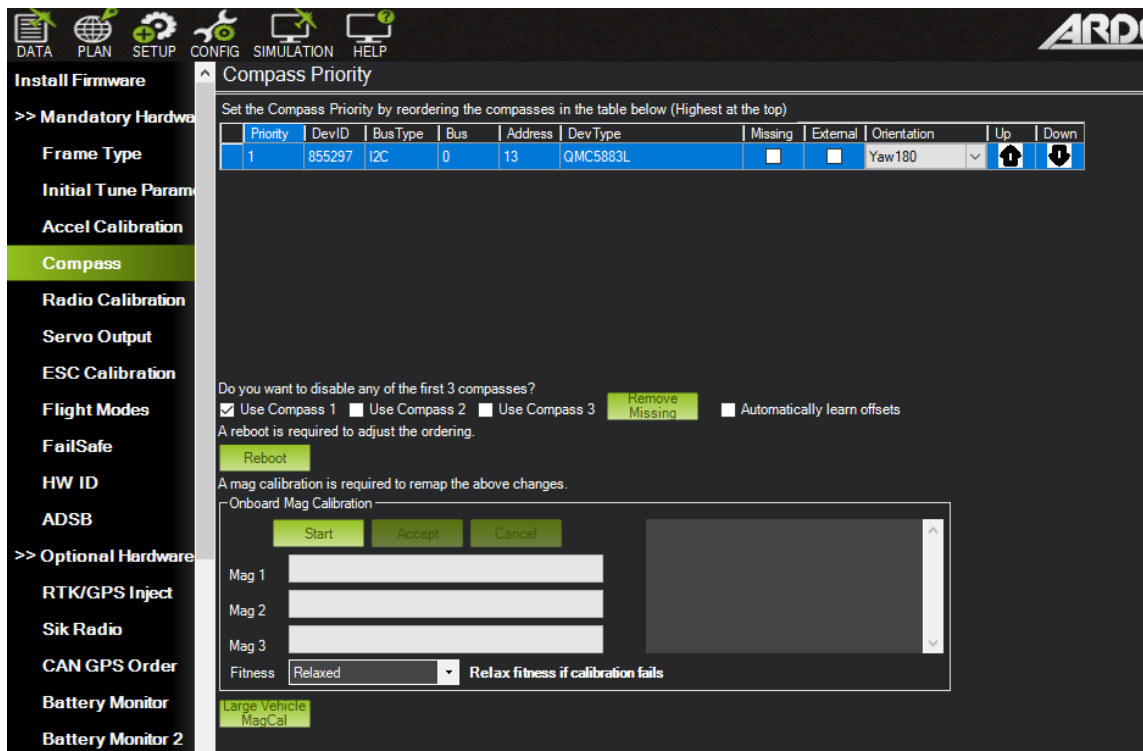 DATA PLAN SETUP CONFIG SIMULATION HELP
Install Firmware
>> Mandatory Hardwa
Frame Type
Initial Tune Param
Accel Calibration
Compass
Radio Calibration
Servo Output
ESC Calibration
Flight Modes
FailSafe
HW ID
ADSB
>> Optional Hardware
RTK/GPS Inject
Sik Radio
CAN GPS Order
Battery Monitor
Battery Monitor 2
Compass Priority
Set the Compass Priority by reordering the compasses in the table below (Highest at the top)
Priority DevID BusType Bus Address DevType Missing External Orientation Up Down
1 855297 I2C 0 13 QMC5883L Yaw180
Do you want to disable any of the first 3 compasses?
Use Compass 1 Use Compass 2 Use Compass 3 Remove Missing Automatically learn offsets
A reboot is required to adjust the ordering.
Reboot
A mag calibration is required to remap the above changes.
Onboard Mag Calibration
Start Accept Cancel
Mag 1
Mag 2
Mag 3
Fitness Relaxed Relax fitness if calibration fails
Large Vehicle
MagCal